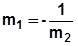 m₁ = - 1/m₂